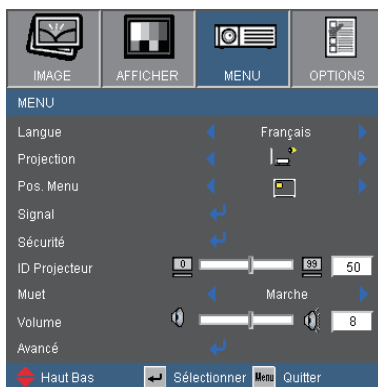 IMAGE AFFICHER MENU OPTIONS
MENU
Langue Français
Projection
Pos. Menu
Signal
Sécurité
ID Projecteur 0 99 50
Muet Marche
Volume 8
Avancé
Haut Bas Sélectionner Menu Quitter